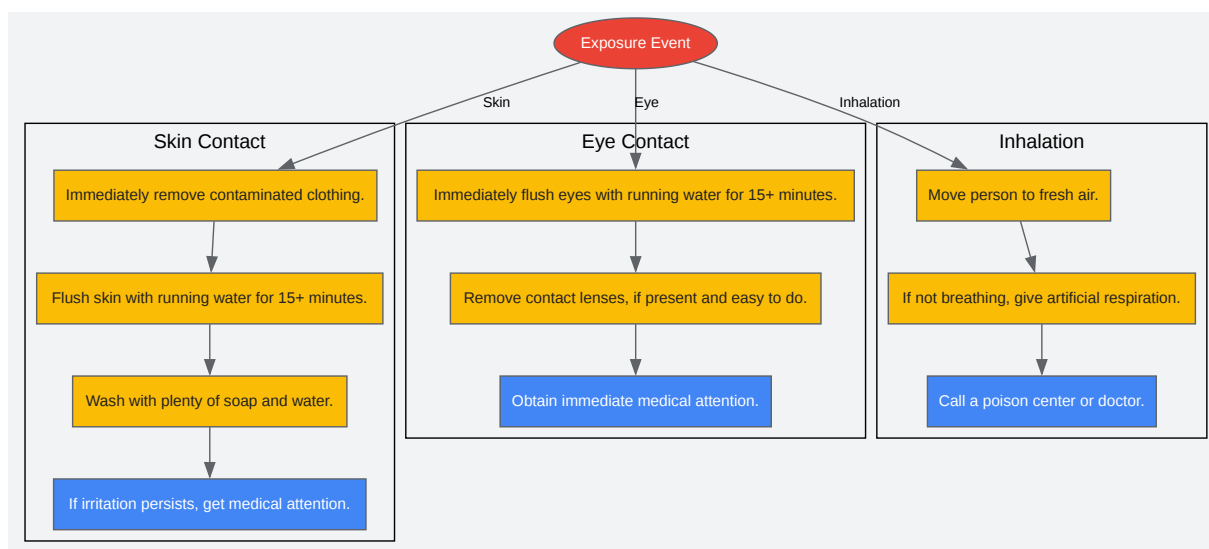 Exposure Event
Skin
Eye
Inhalation
Skin Contact
Immediately remove contaminated clothing.
Flush skin with running water for 15+ minutes.
Wash with plenty of soap and water.
If irritation persists, get medical attention.
Eye Contact
Immediately flush eyes with running water for 15+ minutes.
Remove contact lenses, if present and easy to do.
Obtain immediate medical attention.
Inhalation
Move person to fresh air.
If not breathing, give artificial respiration.
Call a poison center or doctor.